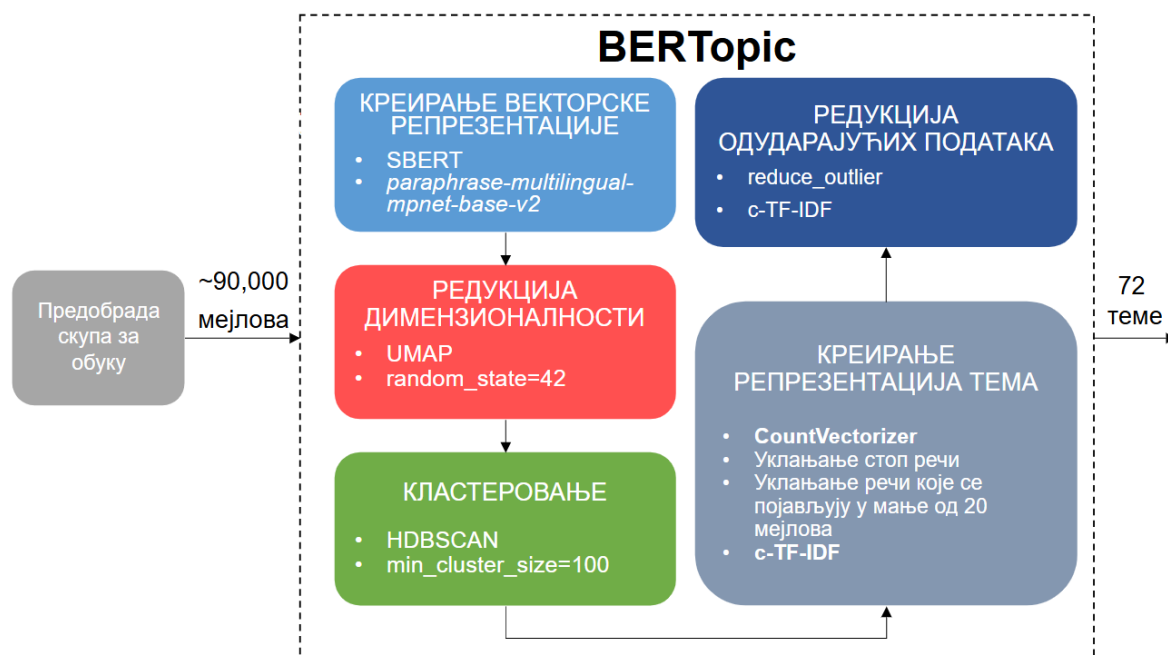 BERTopic
Предобрада
скупа за
обуку
~90,000
мејлова
КРЕИРАЊЕ ВЕКТОРСКЕ
РЕПРЕЗЕНТАЦИЈЕ
• SBERT
• paraphrase-multilingual-
mpnet-base-v2
РЕДУКЦИЈА
ДИМЕНЗИОНАЛНОСТИ
• UMAP
• random_state=42
КЛАСТЕРОВАЊЕ
• HDBSCAN
• min_cluster_size=100
КРЕИРАЊЕ
РЕПРЕЗЕНТАЦИЈА ТЕМА
• CountVectorizer
• Уклањање стоп речи
• Уклањање речи које се
појављују у мање од 20
мејлова
• c-TF-IDF
РЕДУКЦИЈА
ОДУДАРАЈУЋИХ ПОДАТАКА
• reduce_outlier
• c-TF-IDF
72
теме